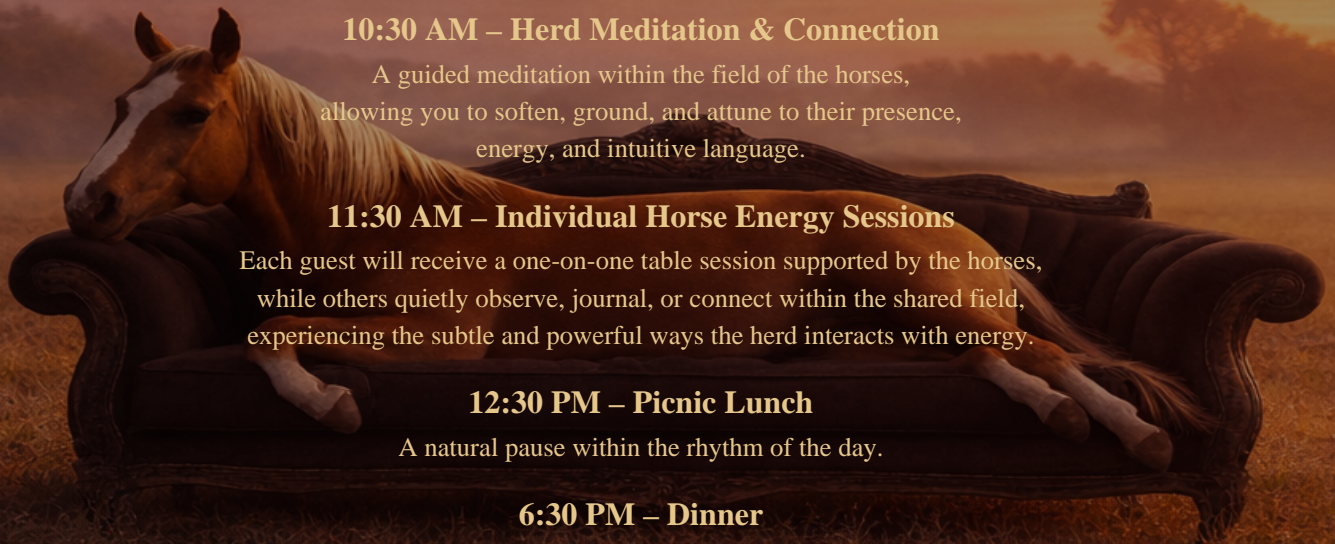 10:30 AM – Herd Meditation & Connection
A guided meditation within the field of the horses,
allowing you to soften, ground, and attune to their presence,
energy, and intuitive language.
11:30 AM – Individual Horse Energy Sessions
Each guest will receive a one-on-one table session supported by the horses,
while others quietly observe, journal, or connect within the shared field,
experiencing the subtle and powerful ways the herd interacts with energy.
12:30 PM – Picnic Lunch
A natural pause within the rhythm of the day.
6:30 PM – Dinner